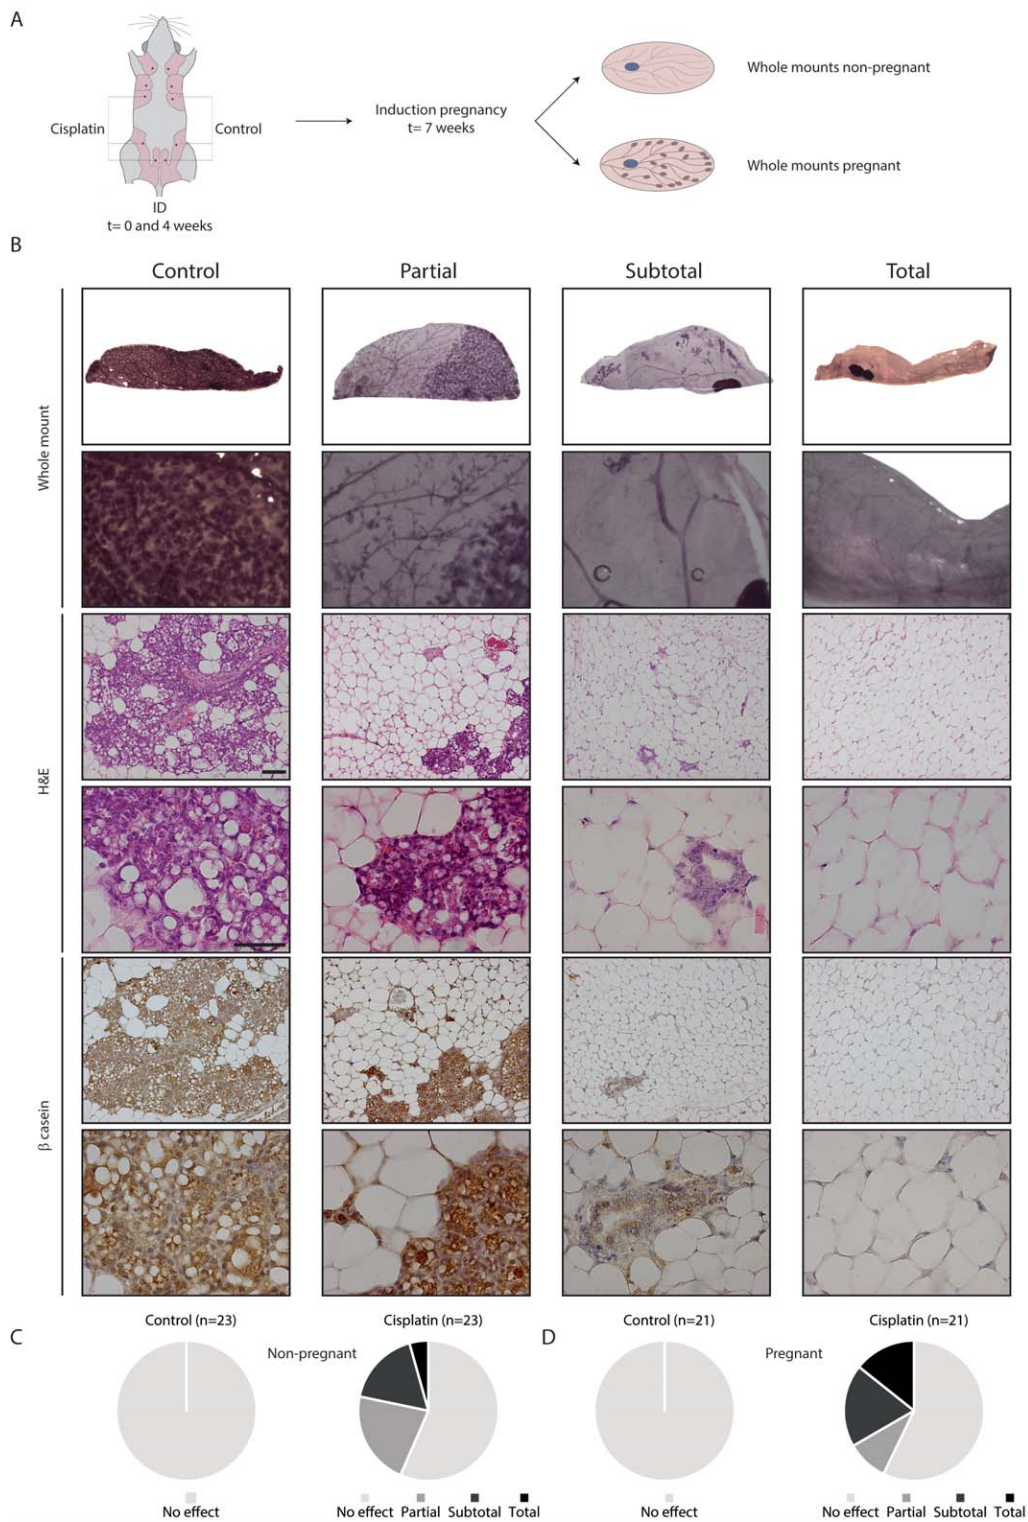 A
Cisplatin
Control
ID
t= 0 and 4 weeks
Induction pregnancy
t= 7 weeks
Whole mounts non-pregnant
Whole mounts pregnant
B
Control
Partial
Subtotal
Total
Whole mount
H&E
β casein
C
Control (n=23)
Non-pregnant
Cisplatin (n=23)
No effect
No effect
Partial
Subtotal
Total
D
Control (n=21)
Pregnant
Cisplatin (n=21)
No effect
No effect
Partial
Subtotal
Total